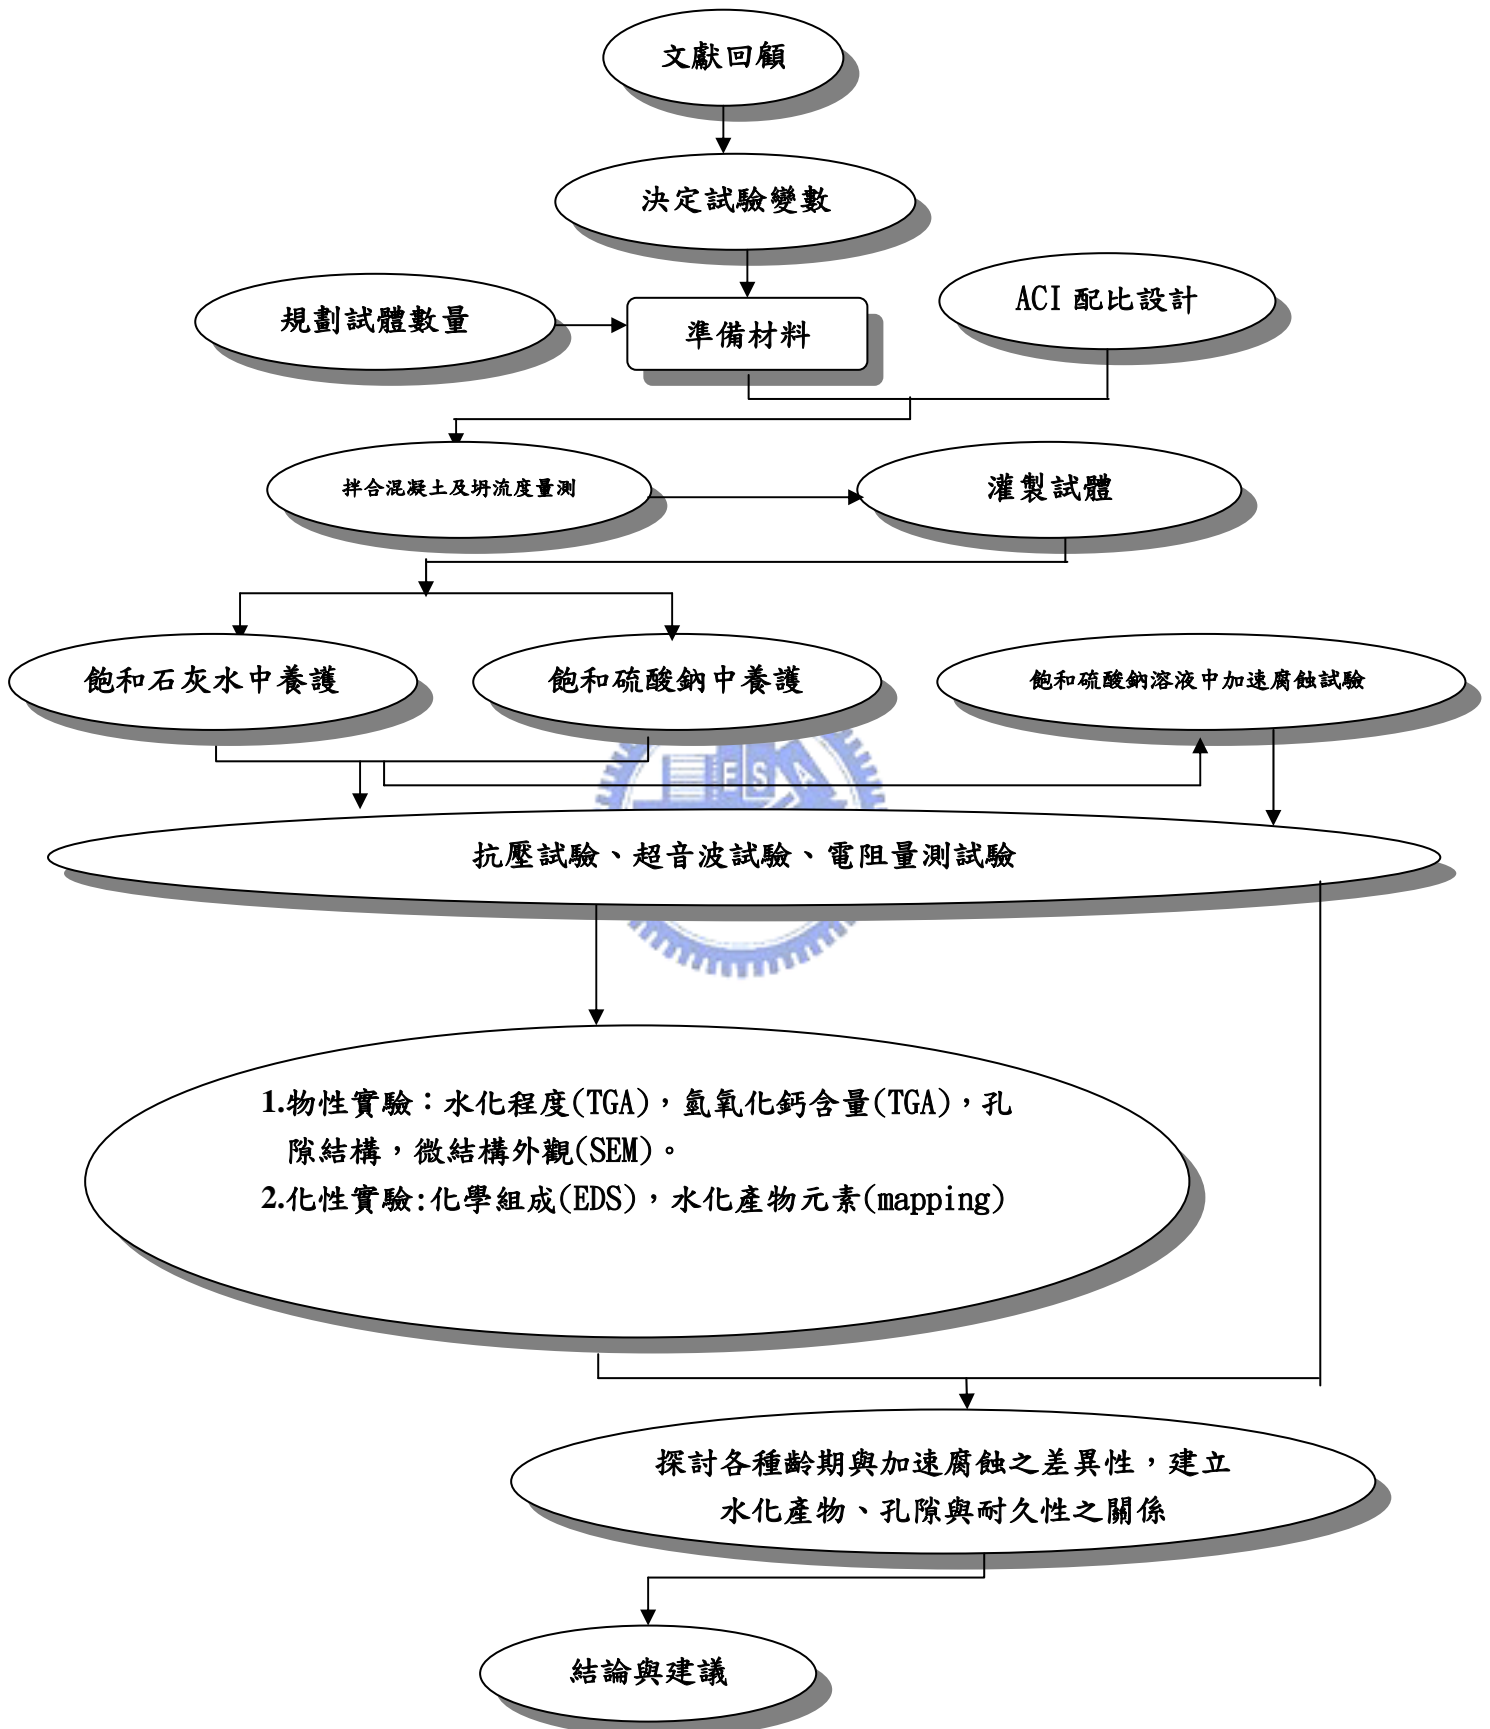 文獻回顧
決定試驗變數
規劃試體數量
準備材料
ACI 配比設計
拌合混凝土及坍流度量測
灌製試體
飽和石灰水中養護
飽和硫酸鈉中養護
飽和硫酸鈉溶液中加速腐蝕試驗
ESA
抗壓試驗、超音波試驗、電阻量測試驗
1.物性實驗：水化程度(TGA)，氫氧化鈣含量(TGA)，孔
隙結構，微結構外觀(SEM)。
2.化性實驗:化學組成(EDS)，水化產物元素(mapping)
探討各種齡期與加速腐蝕之差異性，建立
水化產物、孔隙與耐久性之關係
結論與建議